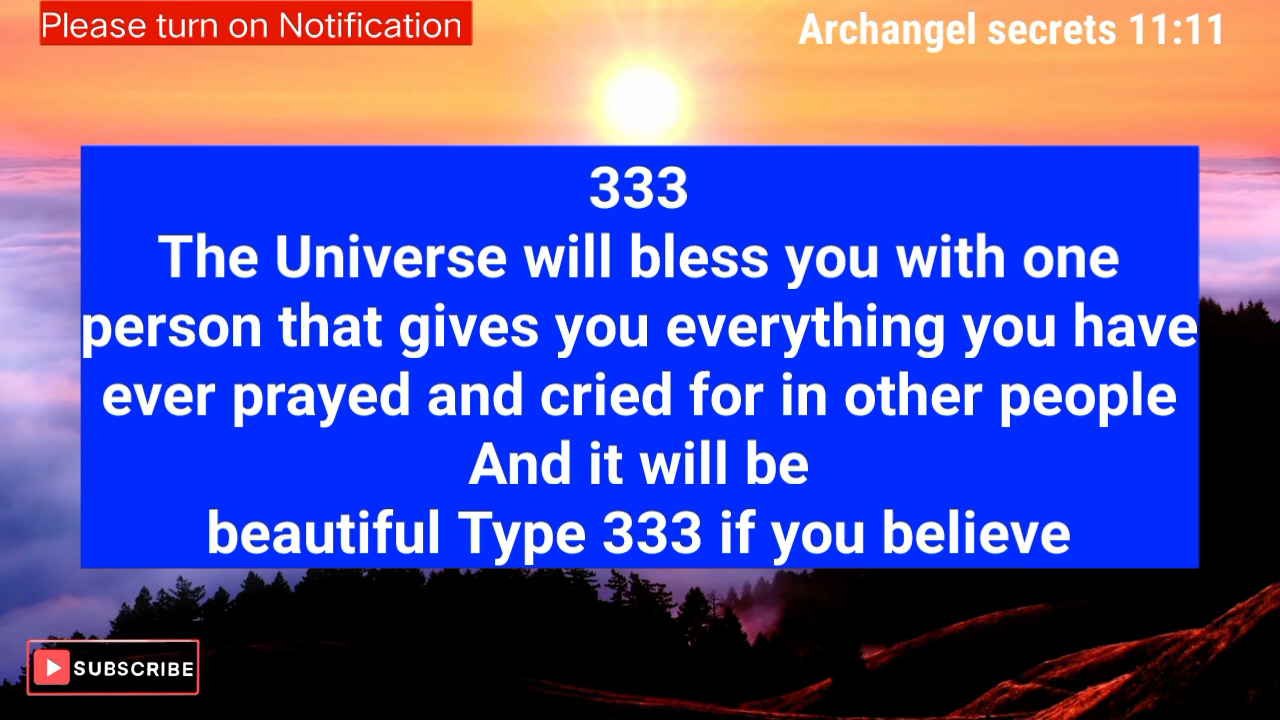 Please turn on Notification
Archangel secrets 11:11
333
The Universe will bless you with one
person that gives you everything you have
ever prayed and cried for in other people
And it will be
beautiful Type 333 if you believe
SUBSCRIBE